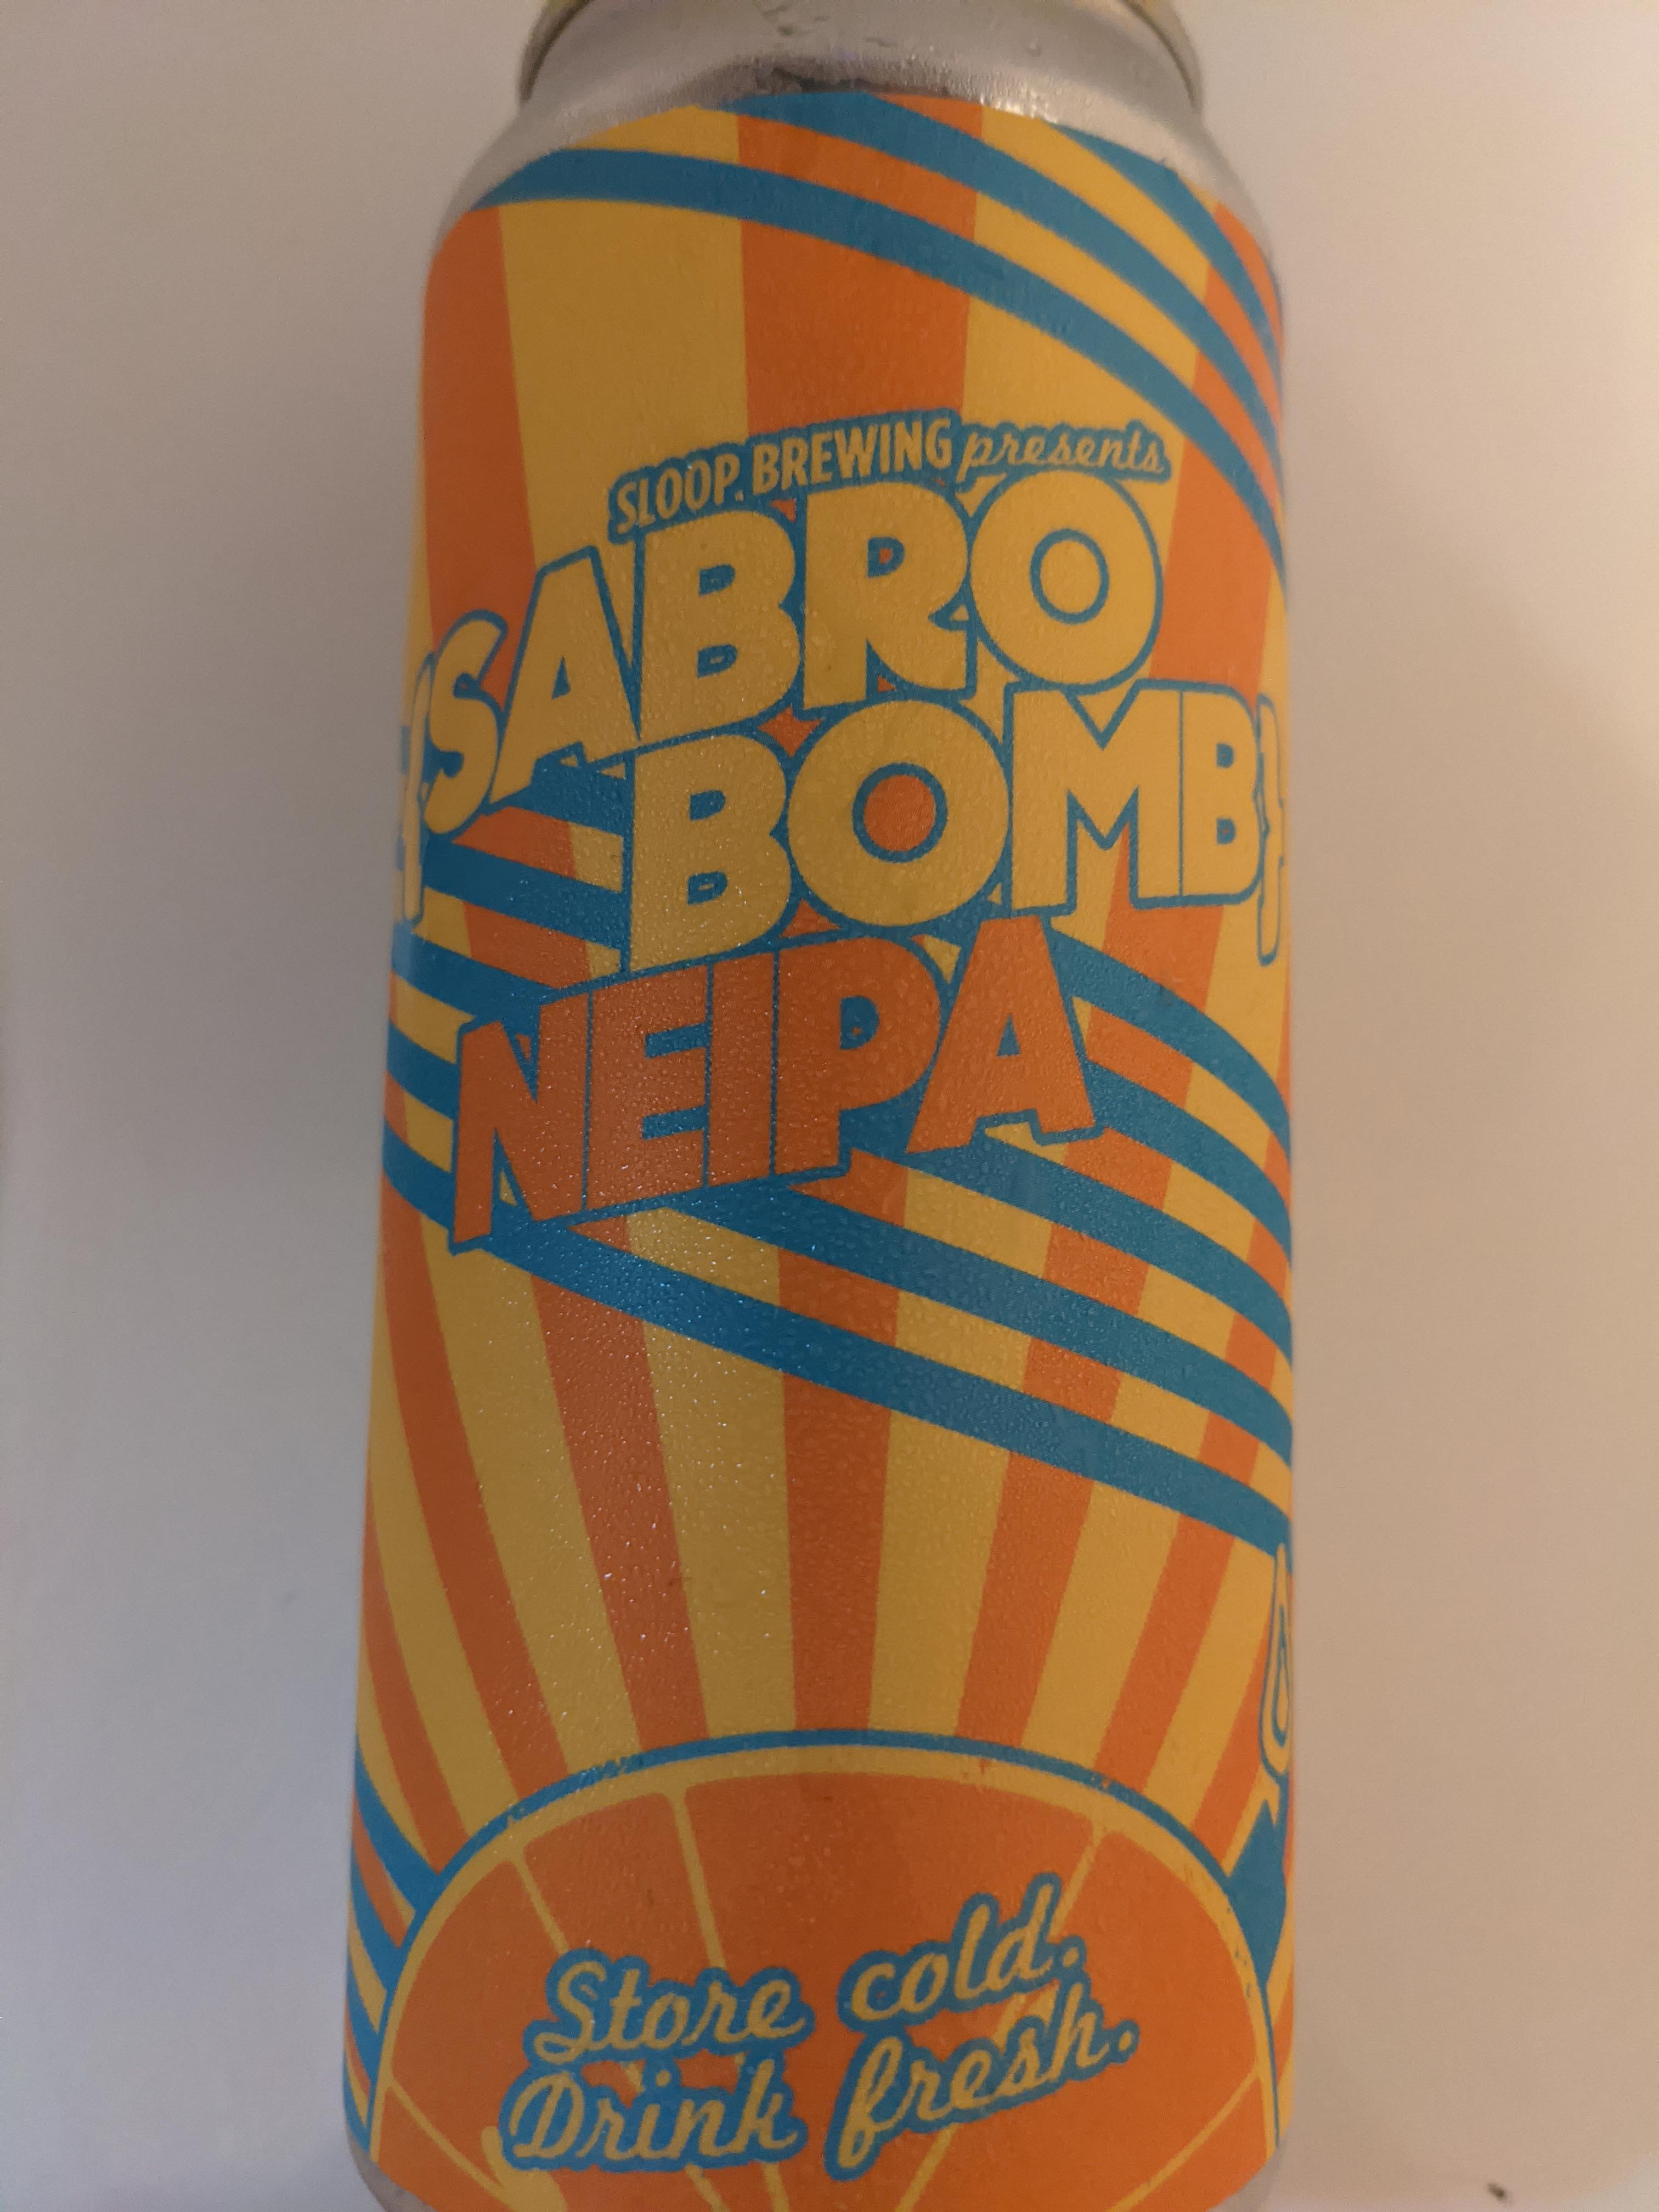 SLOOP. BREWING presents
SABRO
BOMB
NEIPA
Store cold.
Drink fresh.